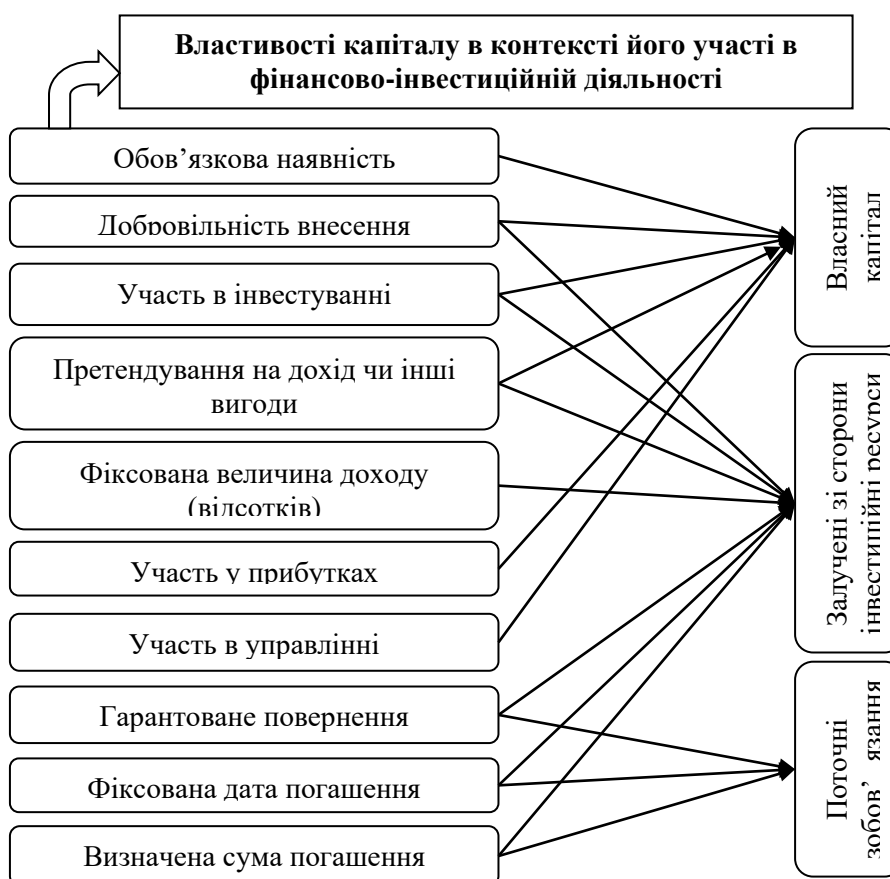 Властивості капіталу в контексті його участі в
фінансово-інвестиційній діяльності
Обов’язкова наявність
Добровільність внесення
Участь в інвестуванні
Претендування на дохід чи інші
вигоди
Фіксована величина доходу
(відсотків)
Участь у прибутках
Участь в управлінні
Гарантоване повернення
Фіксована дата погашення
Визначена сума погашення
Власний
капітал
Залучені зі сторони
інвестиційні ресурси
Поточні
зобов’ язання